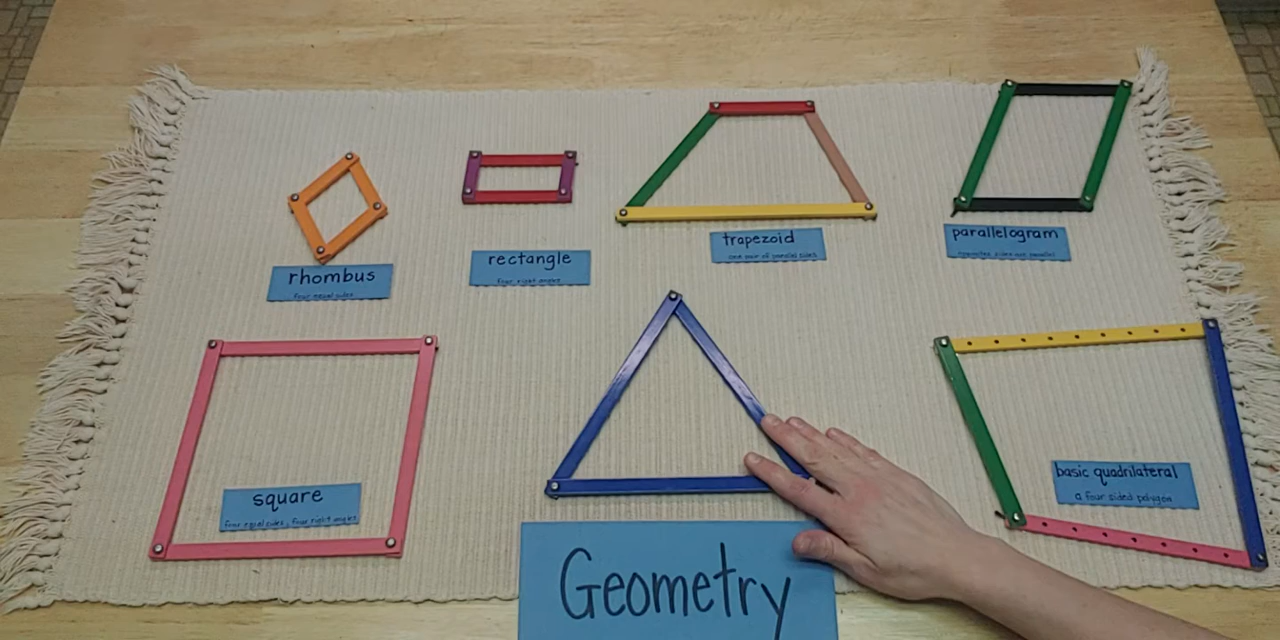 rhombus
four equal sides
rectangle
four right angles
trapezoid
one pair of parallel sides
parallelogram
opposite sides are parallel
square
four equal sides, four right angles
basic quadrilateral
a four sided polygon
Geometry